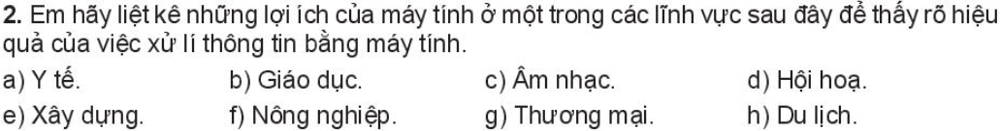 2. Em hãy liệt kê những lợi ích của máy tính ở một trong các lĩnh vực sau đây để thấy rõ hiệu
quả của việc xử lí thông tin bằng máy tính.
a) Y tế. b) Giáo dục. c) Âm nhạc. d) Hội hoạ.
e) Xây dựng. f) Nông nghiệp. g) Thương mại. h) Du lịch.